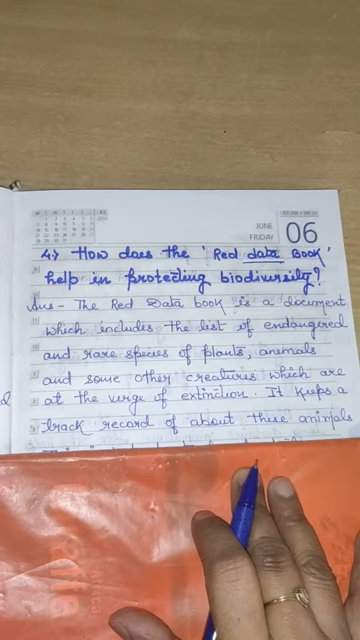 JUNE
FRIDAY
06
4.) How does the 'Red data Book'
help in protecting biodiversity?
Ans - The Red Data book is a document
which includes the list of endangered
and rare species of plants, anemals
and some other creatures which are
at the verge of extinction. It keeps a
track record of about these animals